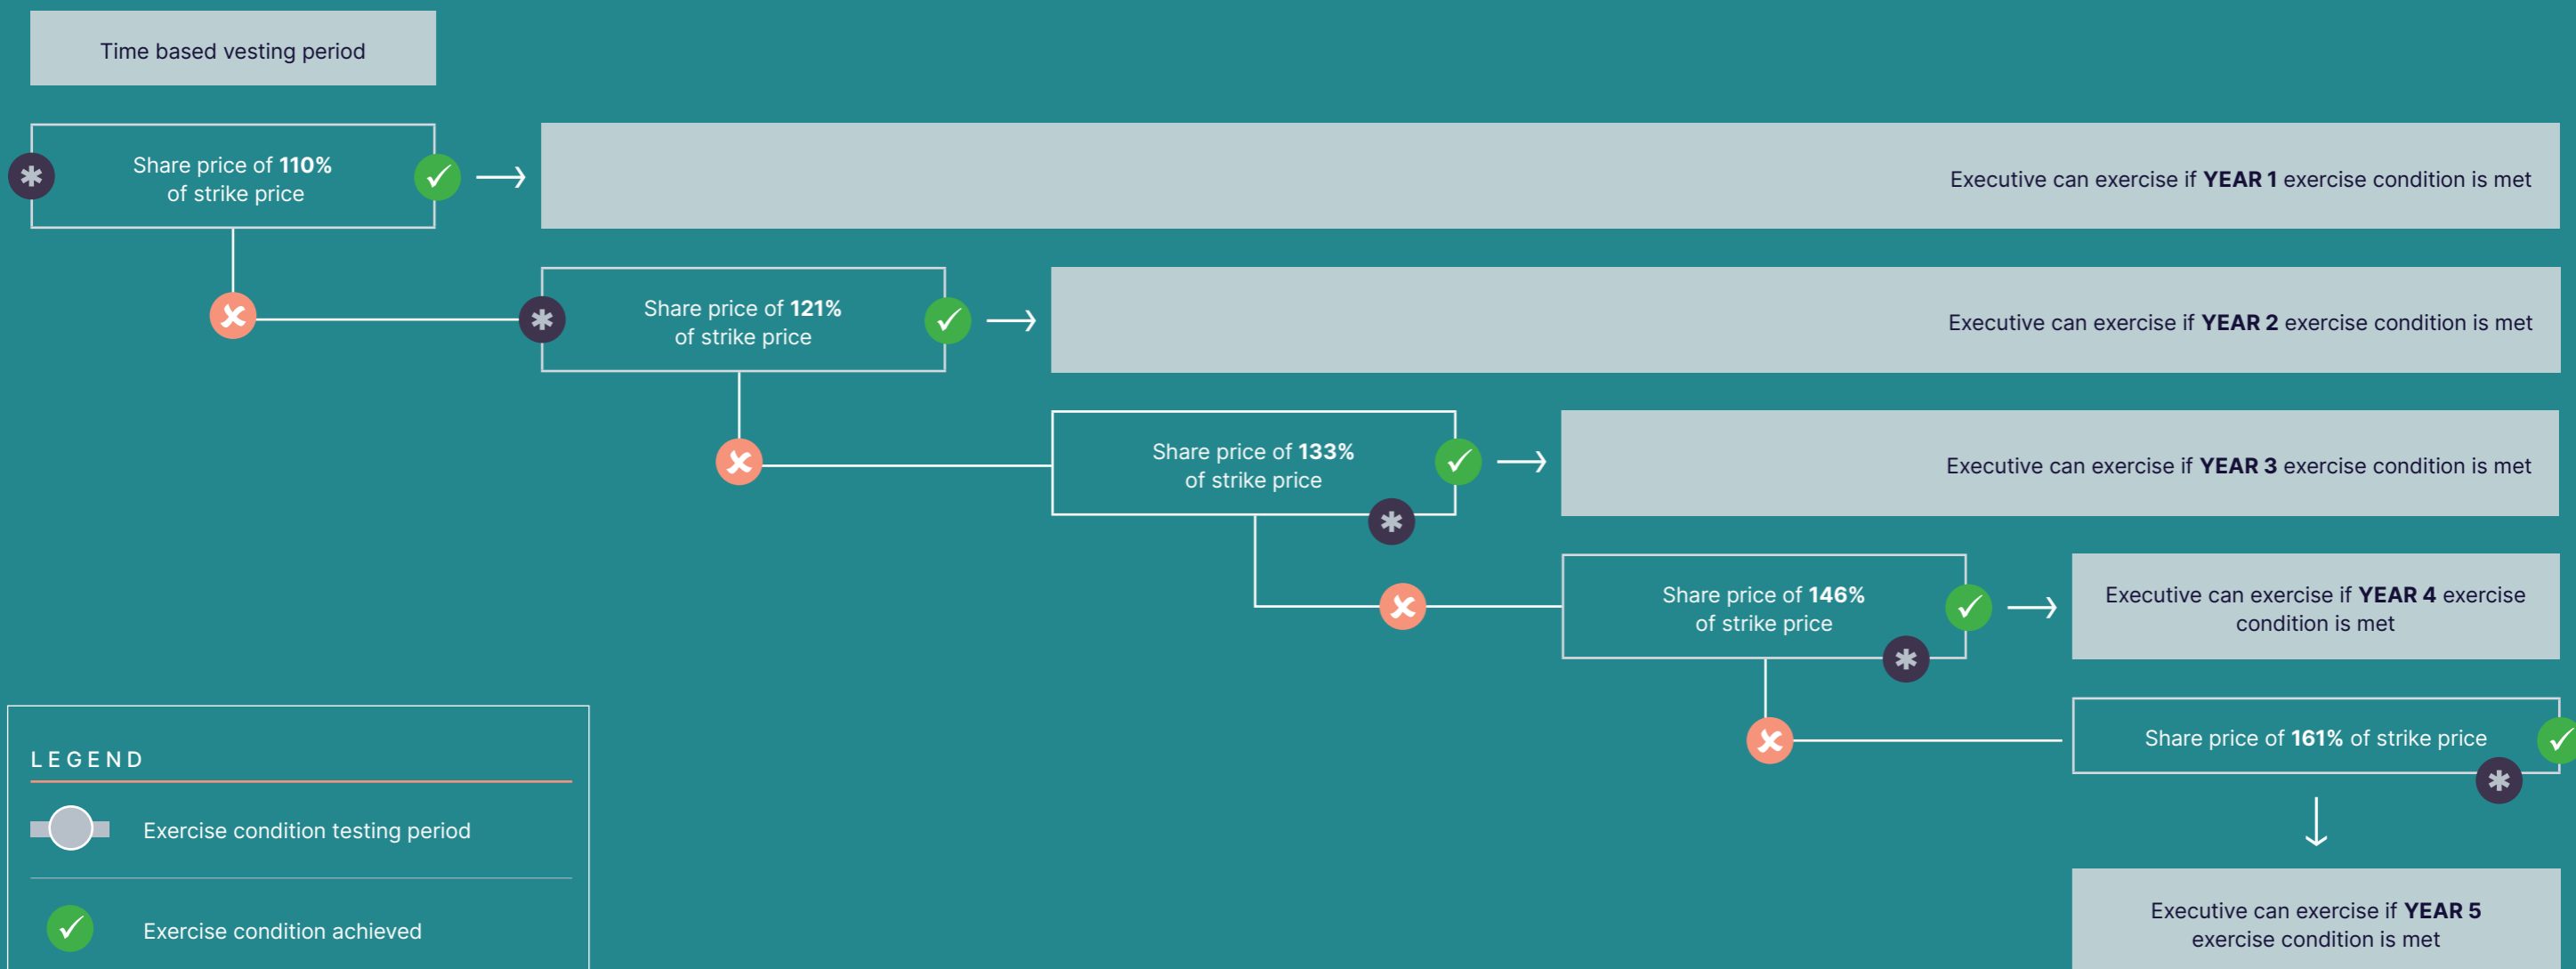 Time based vesting period
Share price of 110%
of strike price
Executive can exercise if YEAR 1 exercise condition is met
Share price of 121%
of strike price
Executive can exercise if YEAR 2 exercise condition is met
Share price of 133%
of strike price
Executive can exercise if YEAR 3 exercise condition is met
Share price of 146%
of strike price
Executive can exercise if YEAR 4 exercise
condition is met
Share price of 161% of strike price
Executive can exercise if YEAR 5
exercise condition is met
LEGEND
Exercise condition testing period
Exercise condition achieved